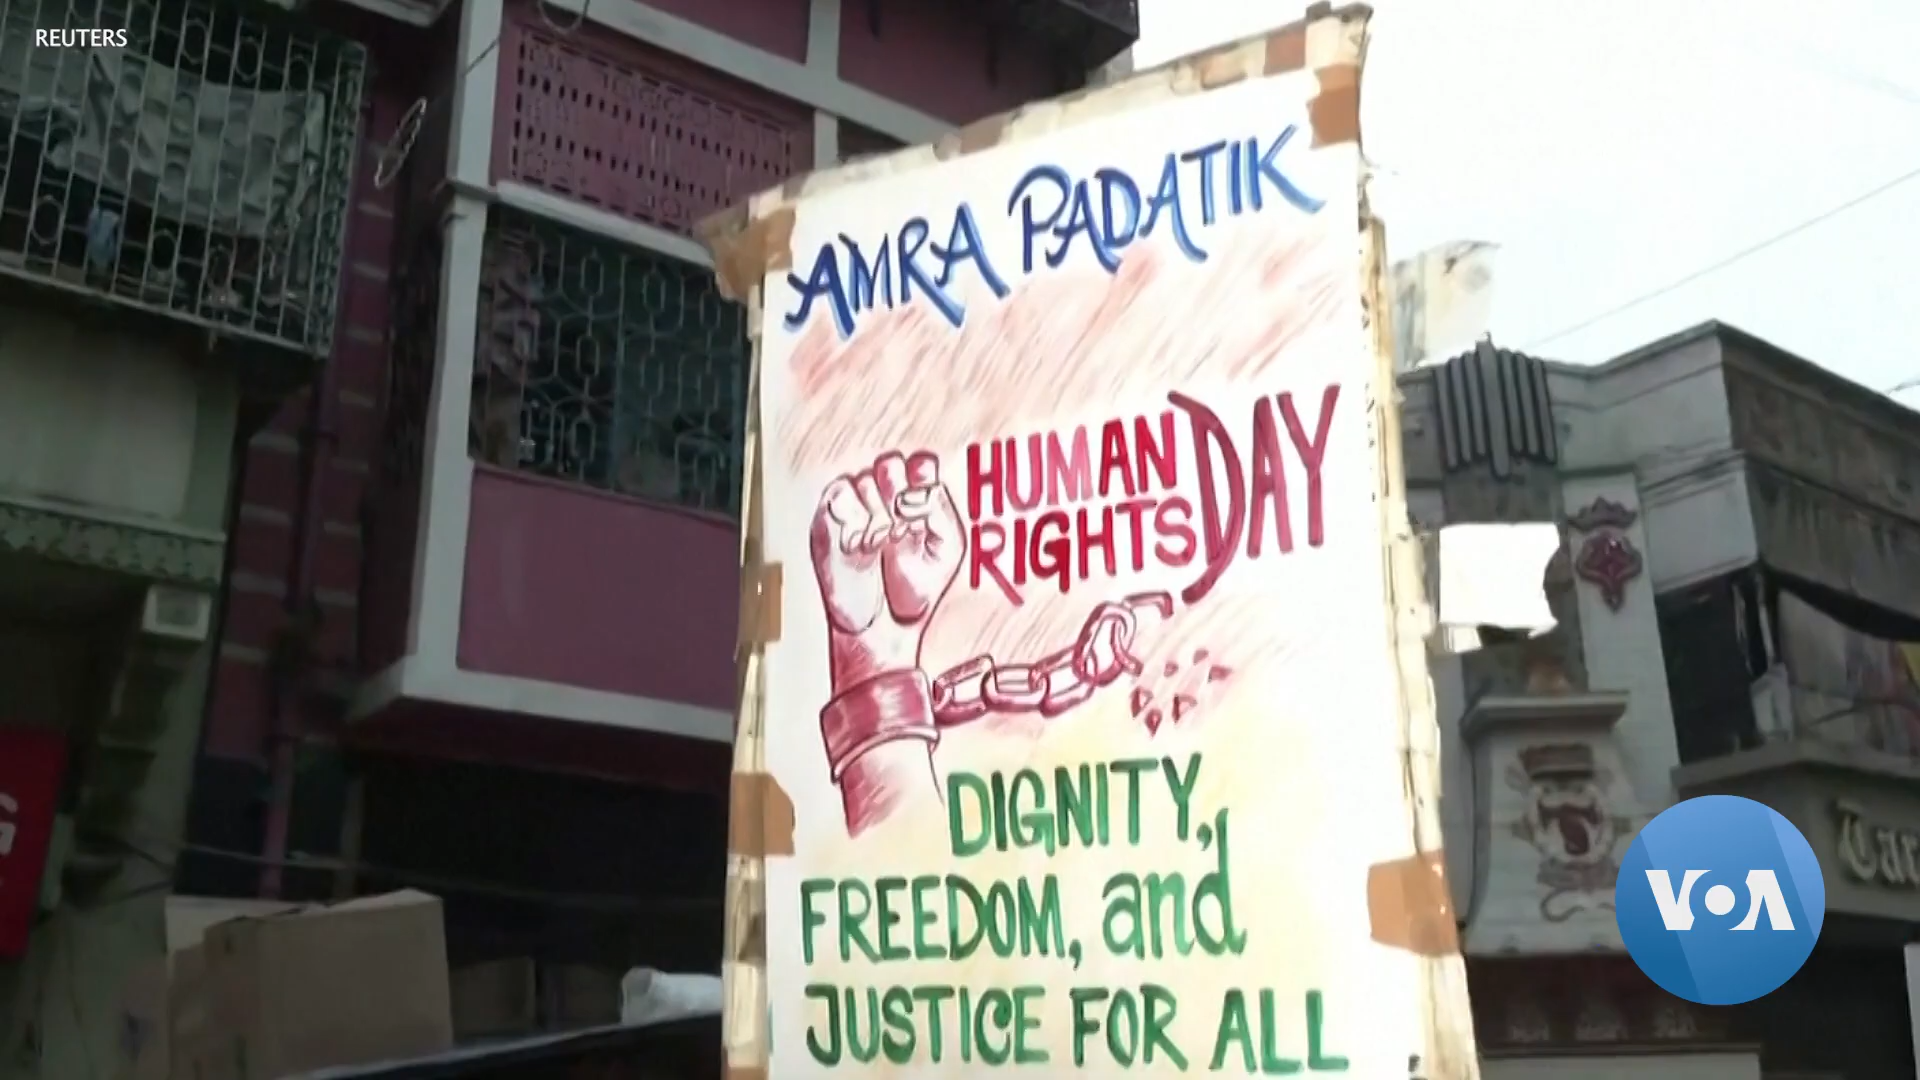 REUTERS
AMRA PADATIK
HUMAN
RIGHTS DAY
DIGNITY,
FREEDOM, and
JUSTICE FOR ALL
VOA